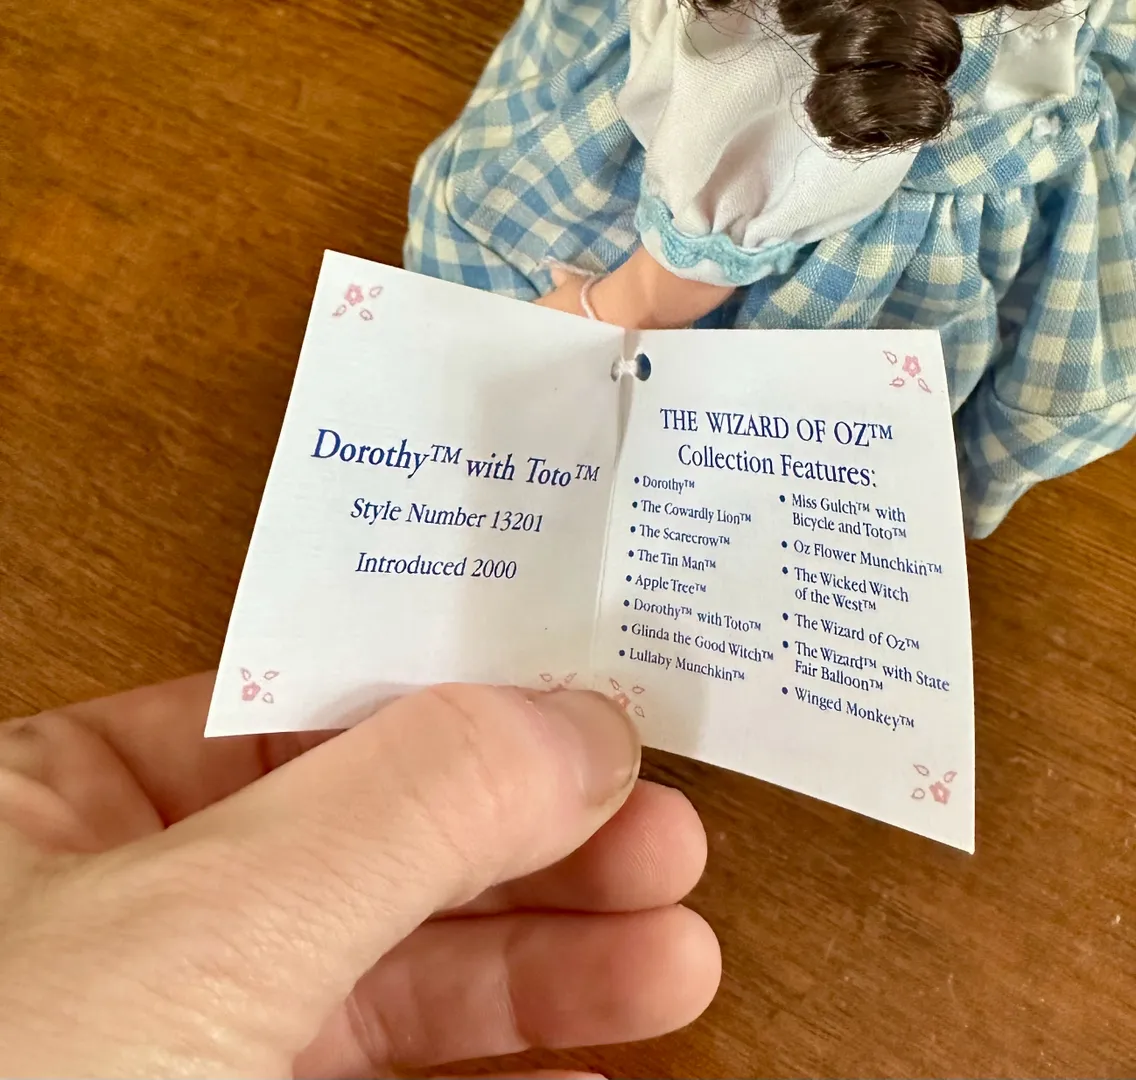 Dorothy™ with Toto™
Style Number 13201
Introduced 2000
THE WIZARD OF OZ™
Collection Features:
• Dorothy™
• The Cowardly Lion™
• The Scarecrow™
• The Tin Man™
• Apple Tree™
• Dorothy™ with Toto™
• Glinda the Good Witch™
• Lullaby Munchkin™
• Miss Gulch™ with
Bicycle and Toto™
• Oz Flower Munchkin™
• The Wicked Witch
of the West™
• The Wizard of Oz™
• The Wizard™ with State
Fair Balloon™
• Winged Monkey™